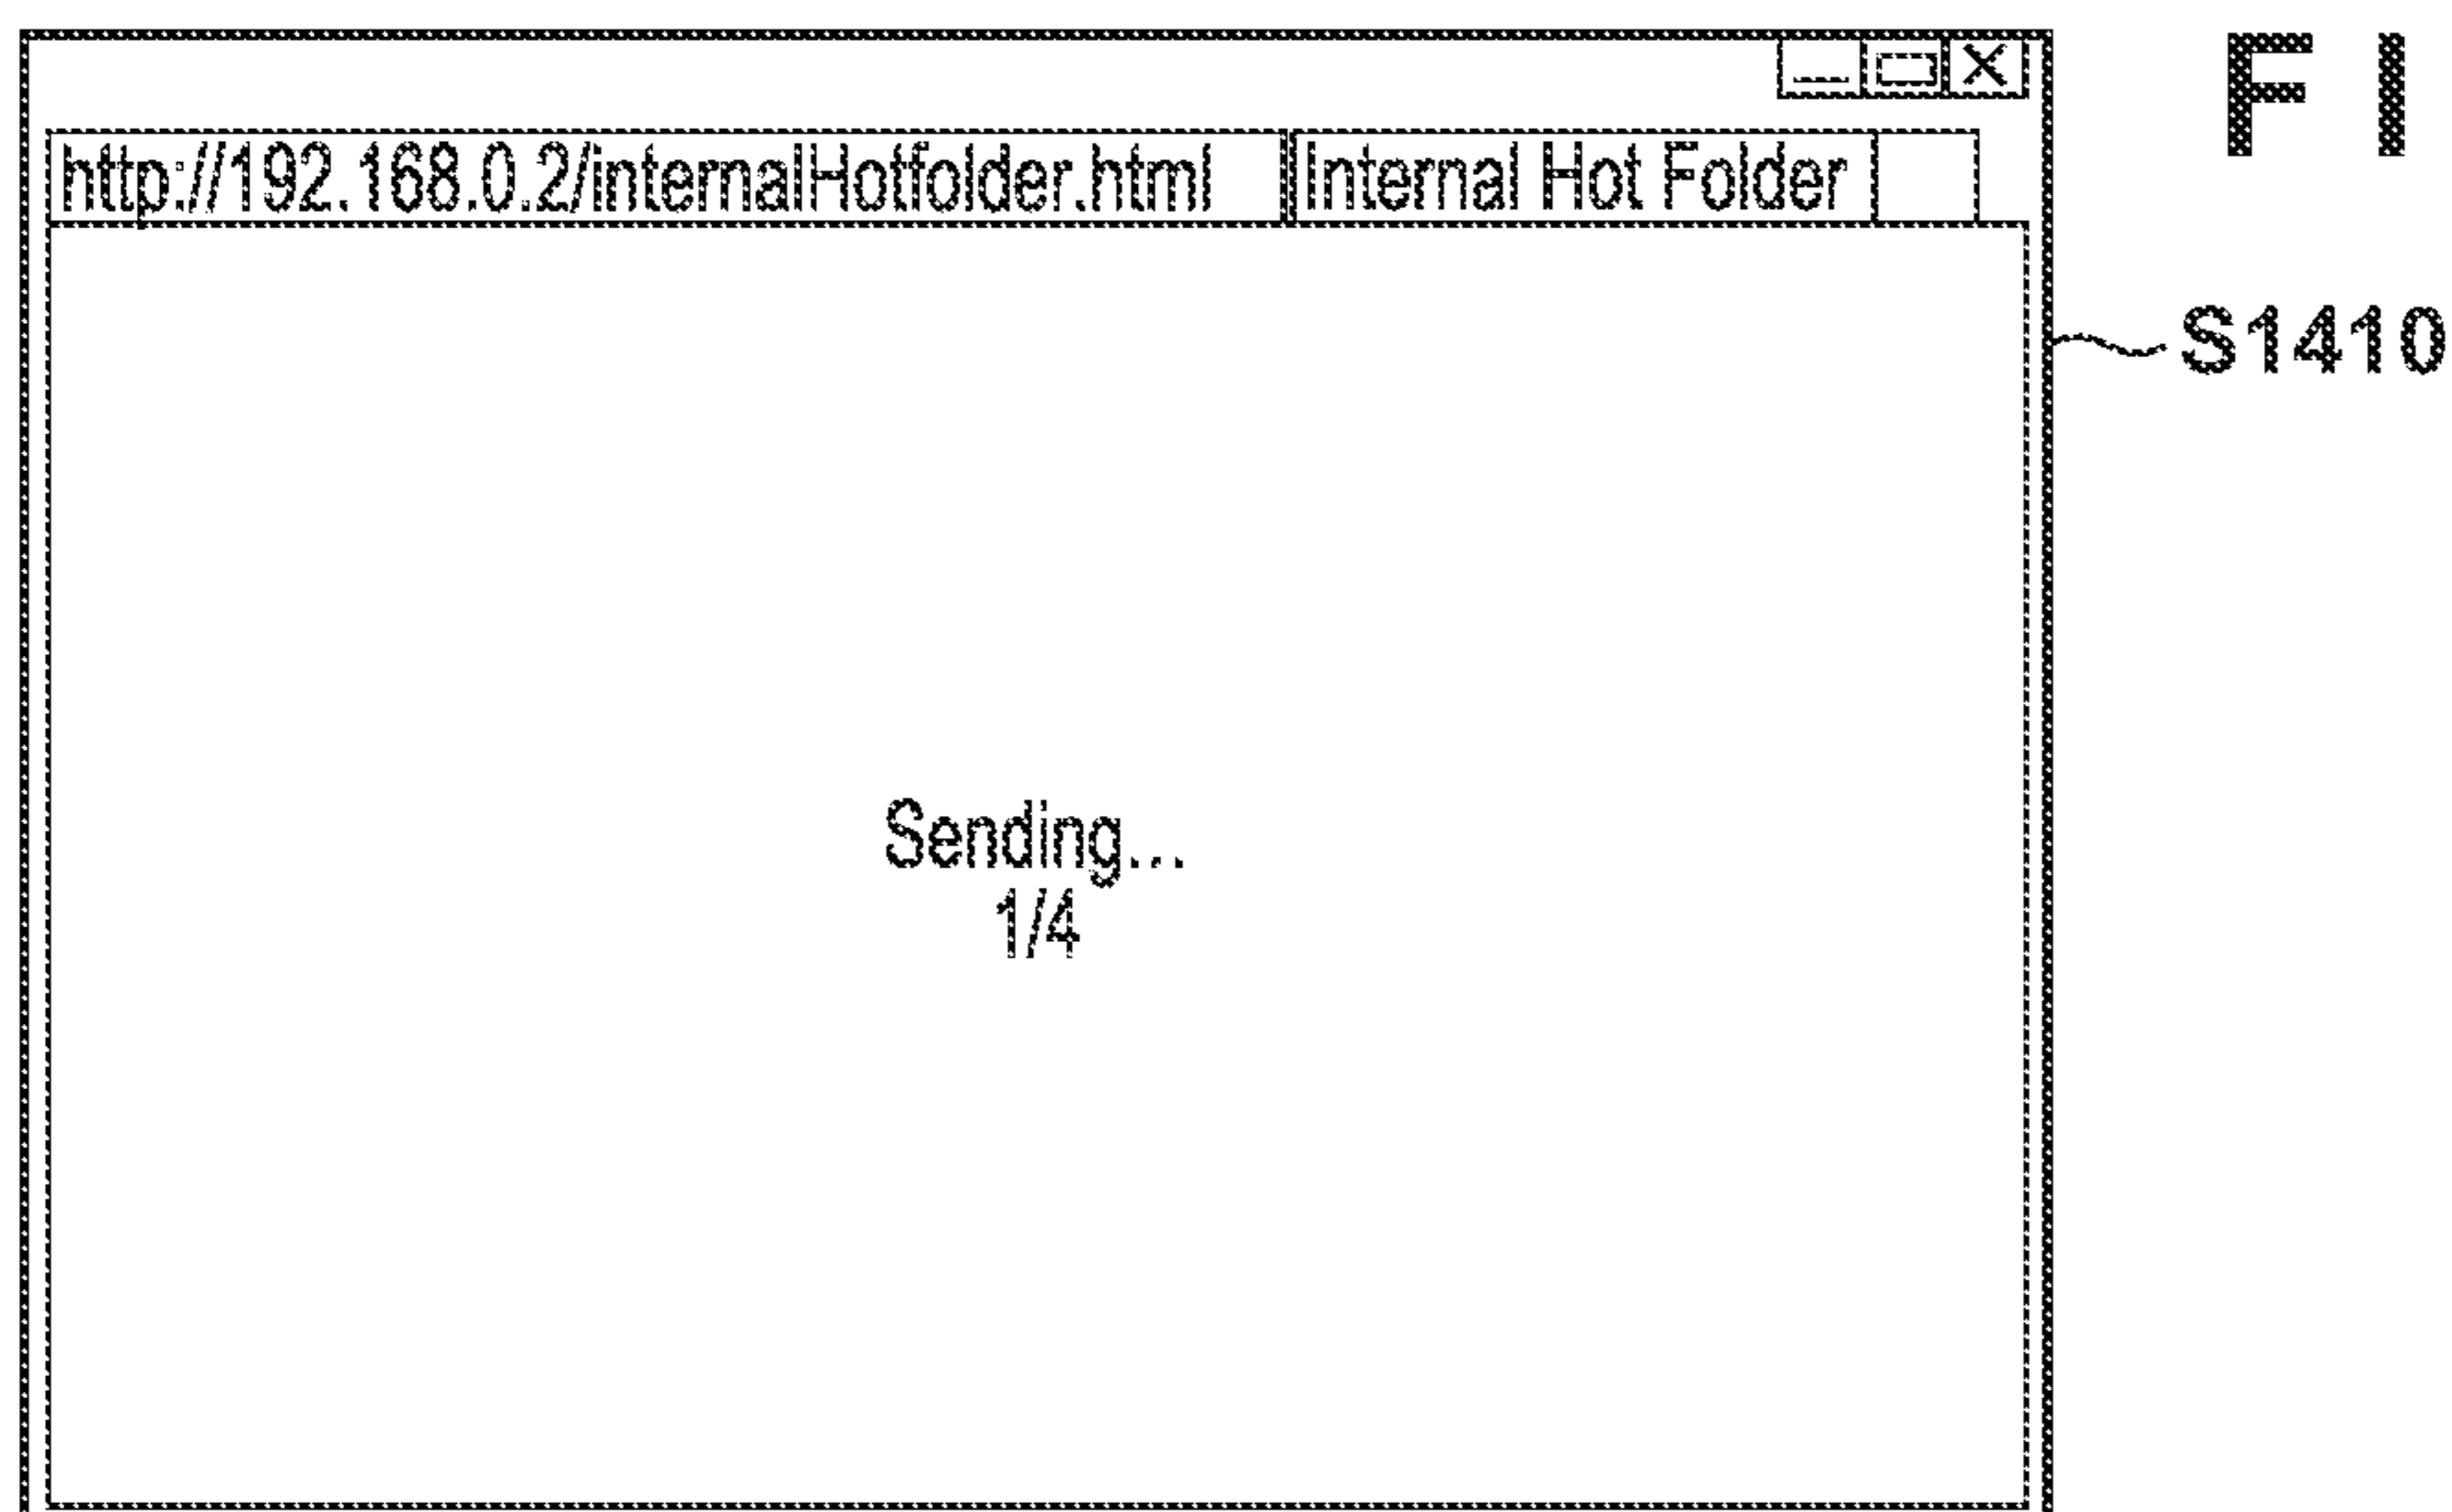 FI
http://192.168.0.2/internalHotfolder.html Internal Hot Folder
S1410
Sending...
1/4